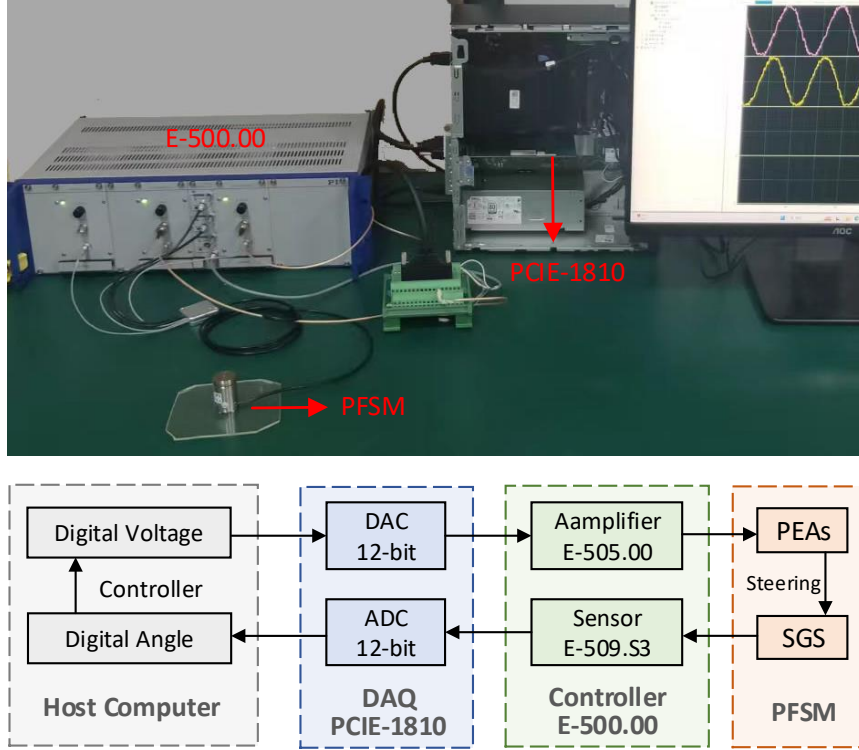 E-500.00
PCIE-1810
AOC
PFSM
Digital Voltage
DAC
12-bit
Aamplifier
E-505.00
PEAs
Controller
Steering
Digital Angle
ADC
12-bit
Sensor
E-509.S3
SGS
Host Computer
DAQ
PCIE-1810
Controller
E-500.00
PFSM